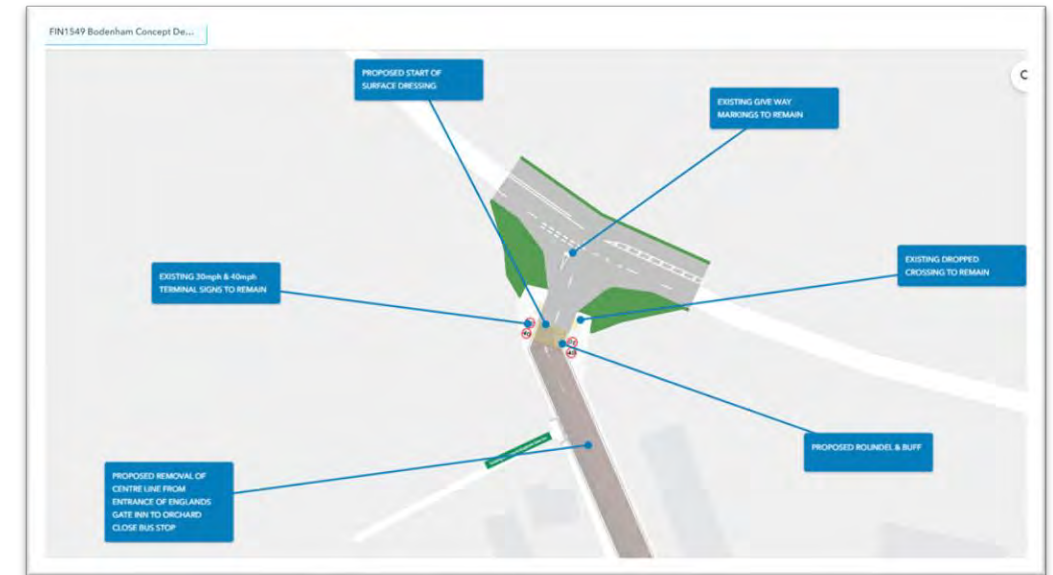 FIN1549 Bodenham Concept De...
PROPOSED START OF
SURFACE DRESSING
EXISTING GIVE WAY
MARKINGS TO REMAIN
EXISTING DROPPED
CROSSING TO REMAIN
EXISTING 30mph & 40mph
TERMINAL SIGNS TO REMAIN
40
PROPOSED ROUNDEL & BUFF
PROPOSED REMOVAL OF
CENTRE LINE FROM
ENTRANCE OF ENGLANDS
GATE INN TO ORCHARD
CLOSE BUS STOP